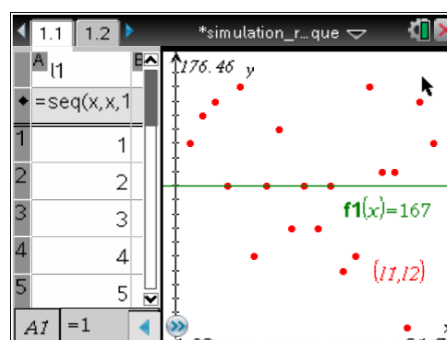 1.1 1.2 *simulation_r...que
A l1
=seq(x,x,1
1 1
2 2
3 3
4 4
5 5
A1 =1
176.46 y
f1(x)=167
(l1,l2)